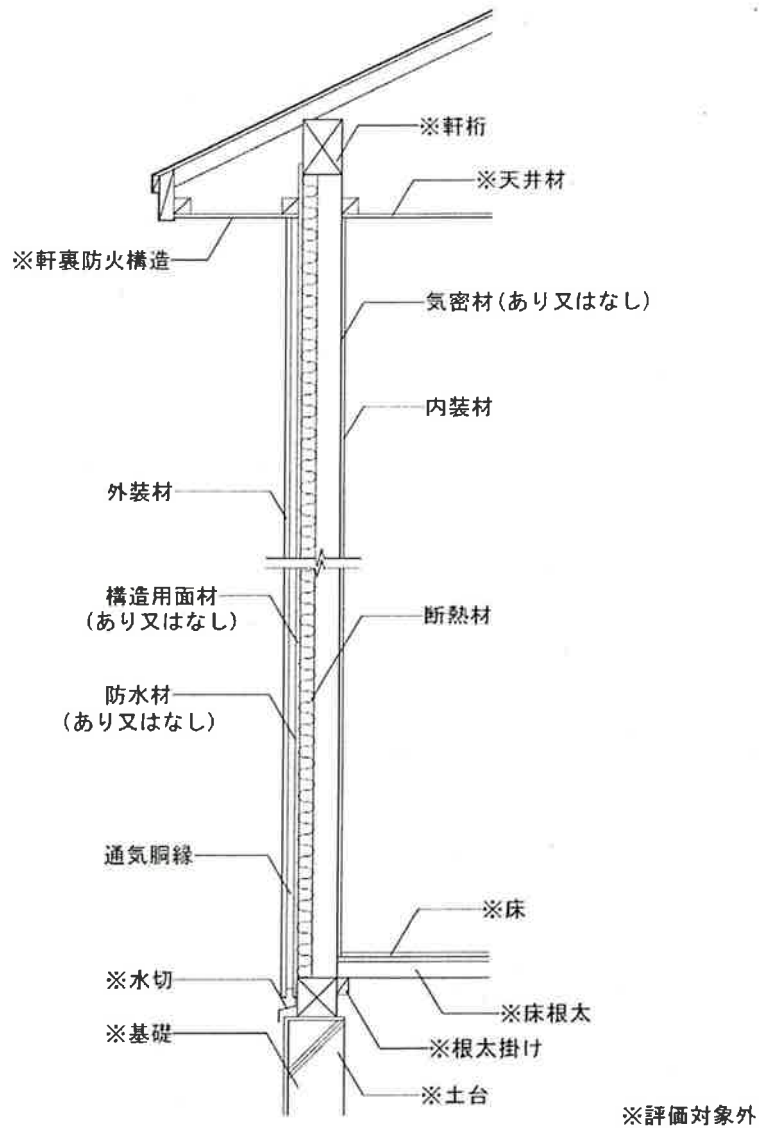 ※軒桁
※天井材
※軒裏防火構造
気密材(あり又はなし)
内装材
外装材
構造用面材
(あり又はなし)
断熱材
防水材
(あり又はなし)
通気胴縁
※床
※水切
※床根太
※基礎
※根太掛け
※土台
※評価対象外